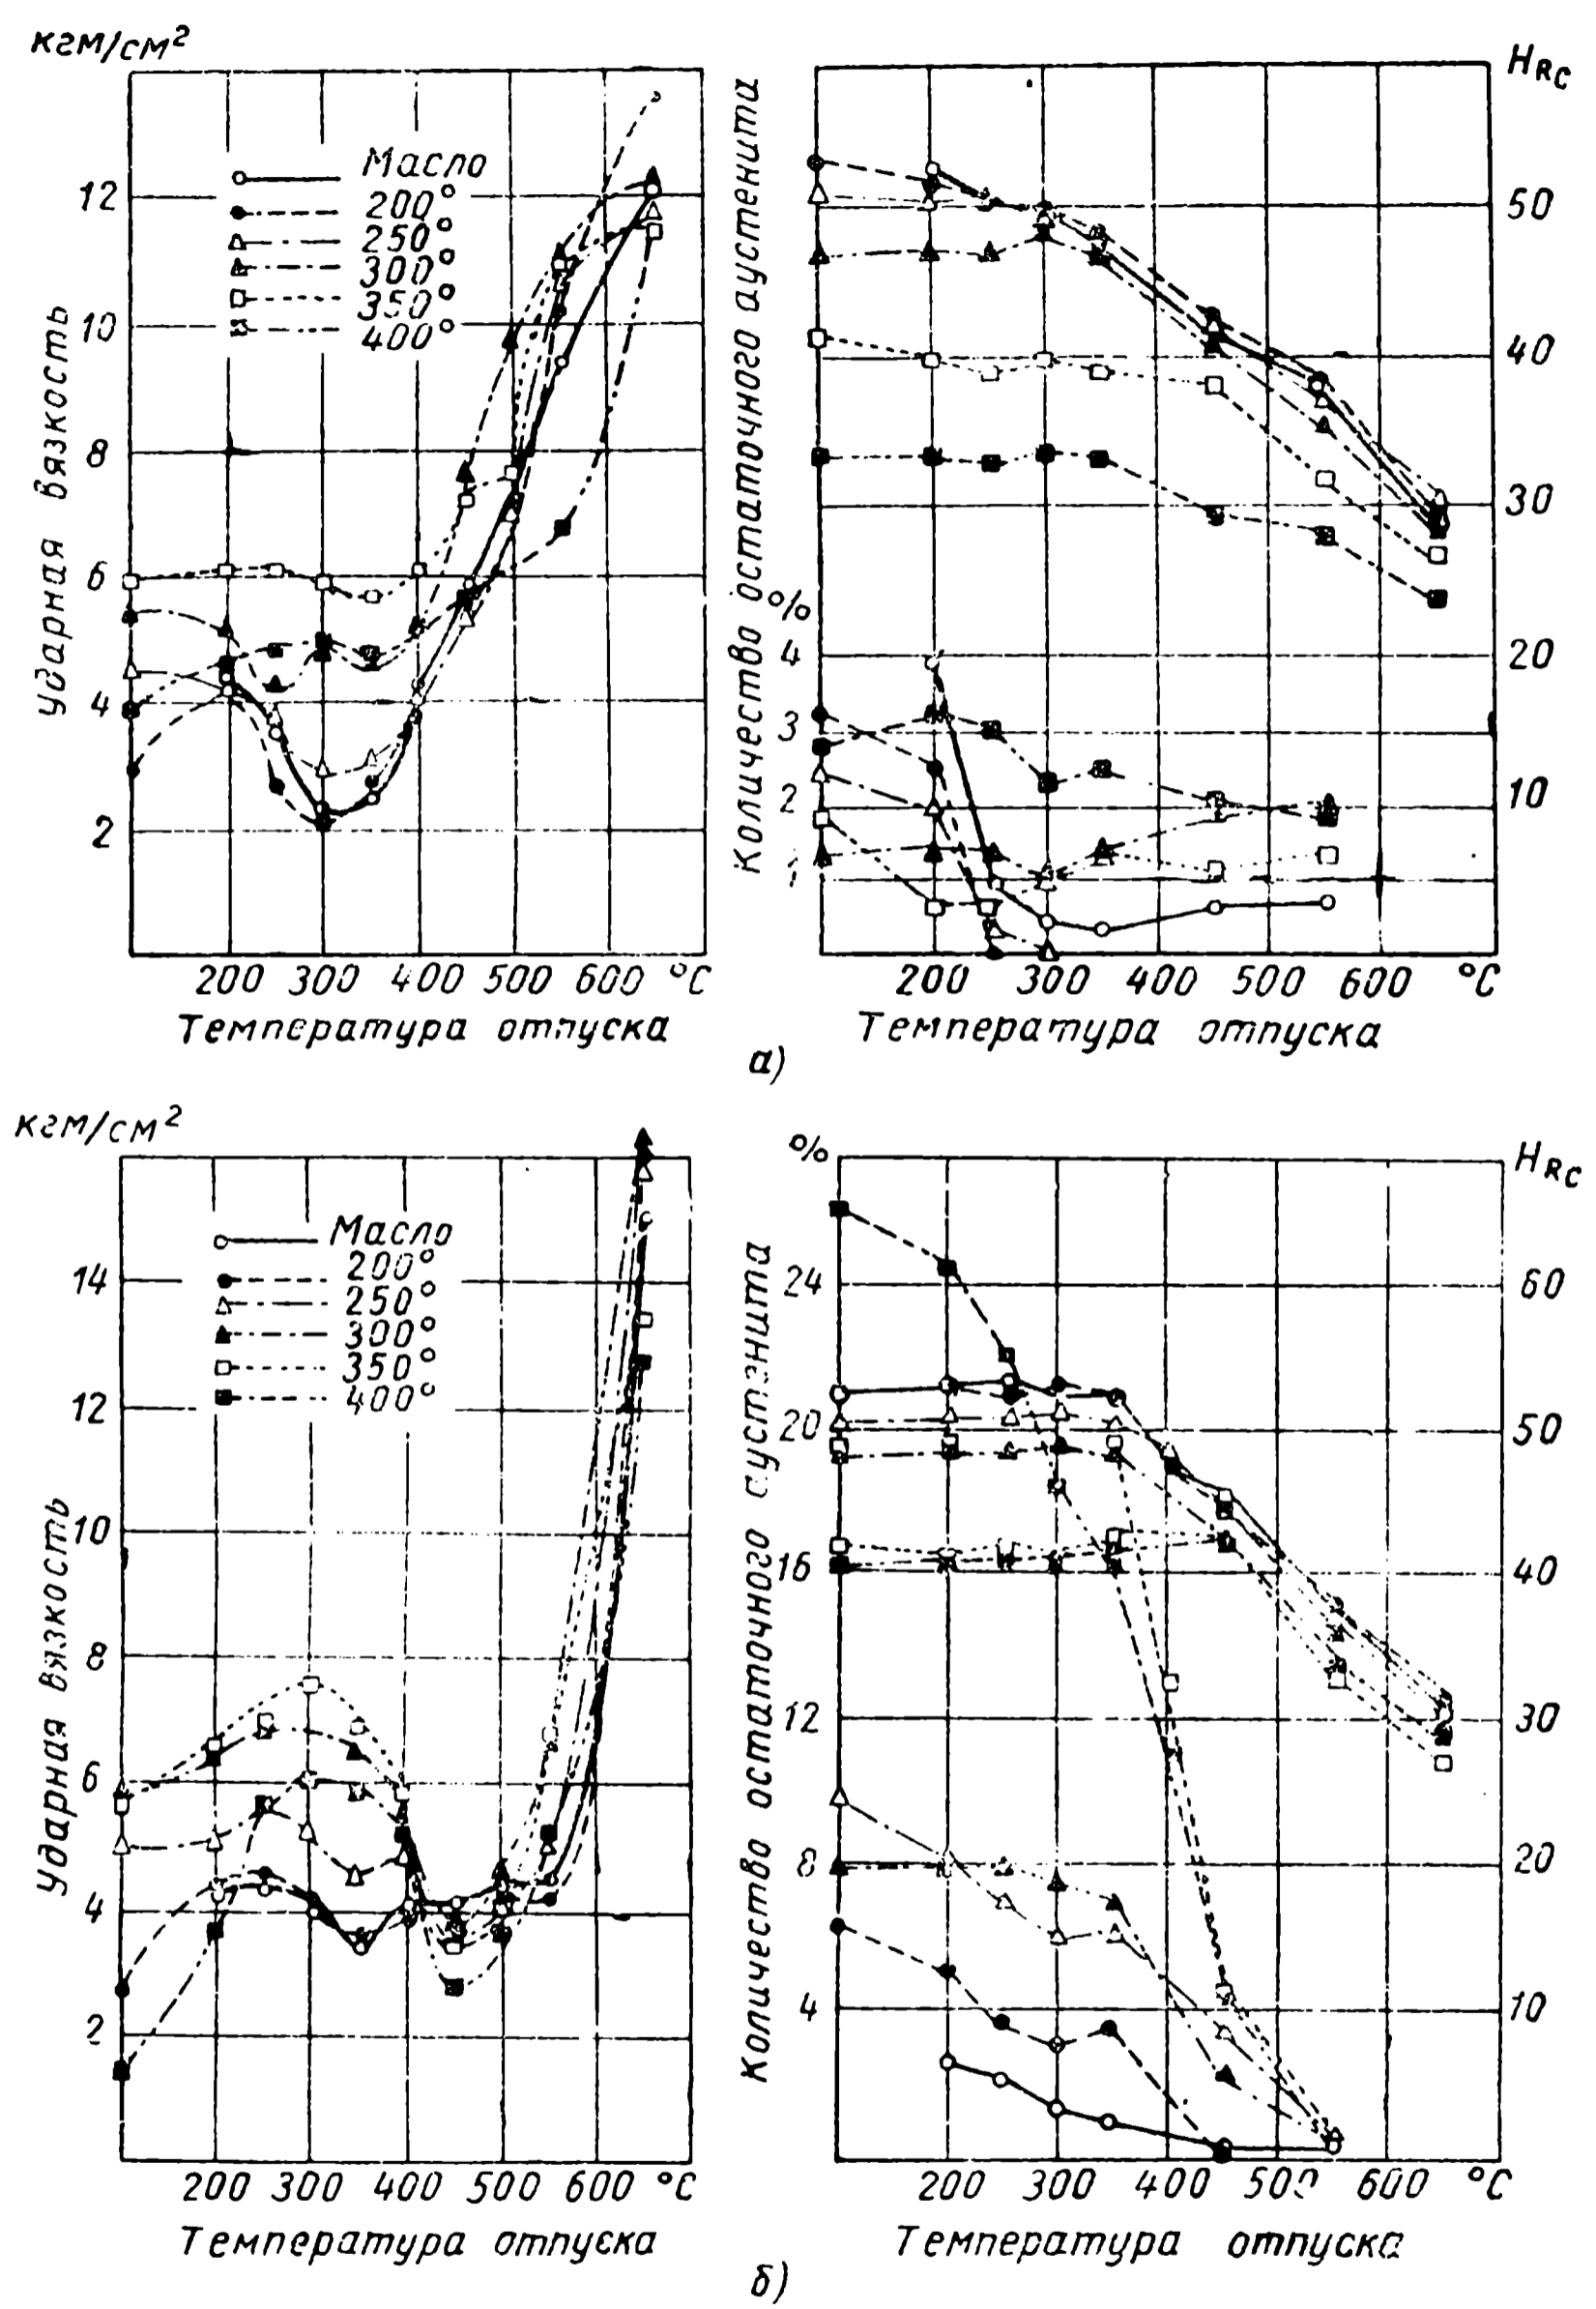 кгм/см²
Ударная вязкость
12
10
8
6
4
2
Масло
200°
250°
300°
350°
400°
200 300 400 500 600 °С
Температура отпуска
Количество остаточного аустенита
%
4
3
2
1
HRC
50
40
30
20
10
200 300 400 500 600 °С
Температура отпуска
а)
кгм/см²
Ударная вязкость
14
12
10
8
6
4
2
Масло
200°
250°
300°
350°
400°
200 300 400 500 600 °С
Температура отпуска
%
Количество остаточного аустенита
24
20
16
12
8
4
HRC
60
50
40
30
20
10
200 300 400 500 600 °С
Температура отпуска
б)